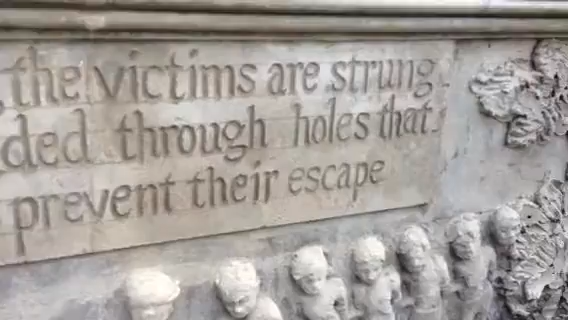 the victims are strung
ded through holes that
prevent their escape